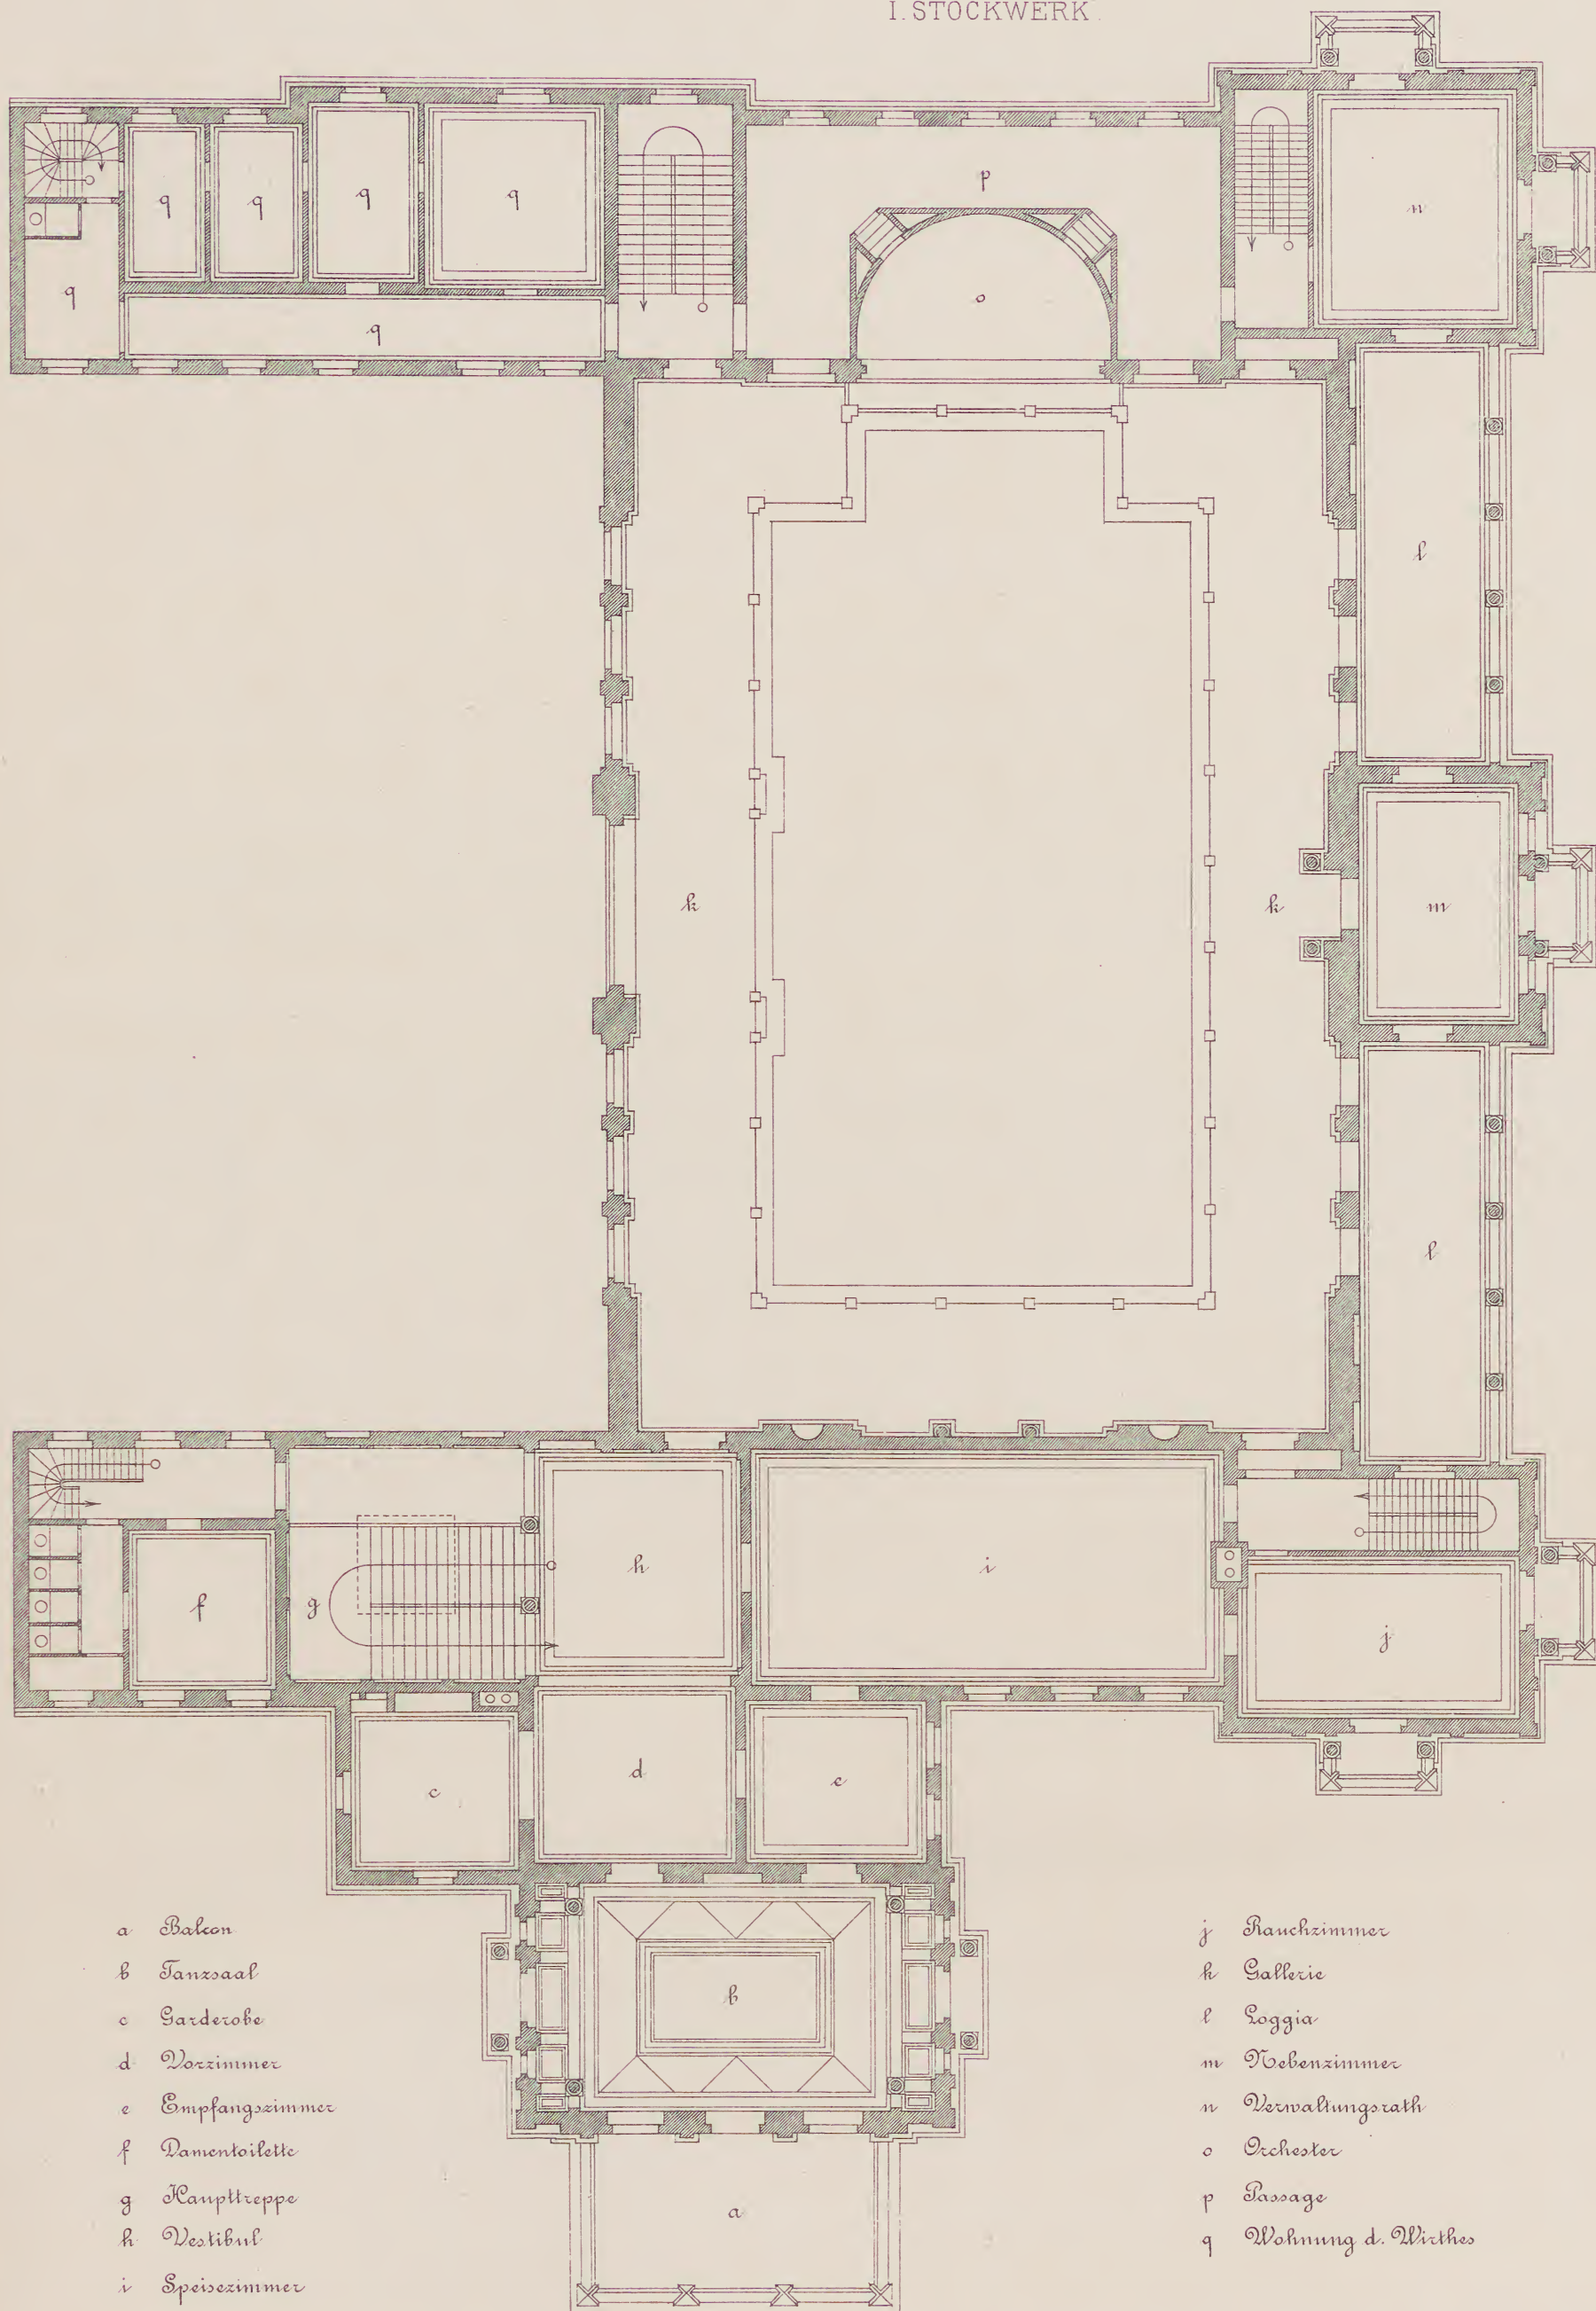 I. STOCKWERK.
q
q
q
q
p
n
q
q
o
l
k
k
m
l
h
i
f
g
j
d
e
c
b
a
a Balcon
b Tanzsaal
c Garderobe
d Vorzimmer
e Empfangszimmer
f Damentoilette
g Haupttreppe
h Vestibul
i Speisezimmer
j Rauchzimmer
k Gallerie
l Loggia
m Nebenzimmer
n Verwaltungsrath
o Orchester
p Passage
q Wohnung d. Wirthes